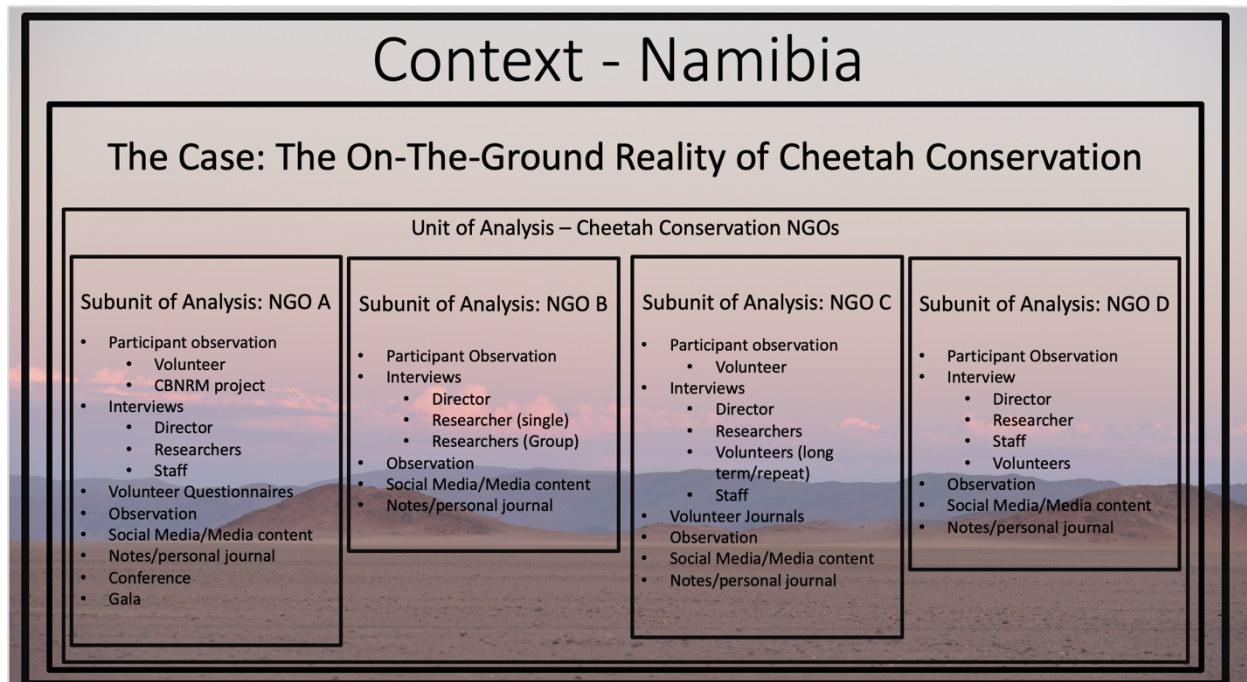 Context - Namibia
The Case: The On-The-Ground Reality of Cheetah Conservation
Unit of Analysis – Cheetah Conservation NGOs
Subunit of Analysis: NGO A
• Participant observation
• Volunteer
• CBNRM project
• Interviews
• Director
• Researchers
• Staff
• Volunteer Questionnaires
• Observation
• Social Media/Media content
• Notes/personal journal
• Conference
• Gala
Subunit of Analysis: NGO B
• Participant Observation
• Interviews
• Director
• Researcher (single)
• Researchers (Group)
• Observation
• Social Media/Media content
• Notes/personal journal
Subunit of Analysis: NGO C
• Participant observation
• Volunteer
• Interviews
• Director
• Researchers
• Volunteers (long
term/repeat)
• Staff
• Volunteer Journals
• Observation
• Social Media/Media content
• Notes/personal journal
Subunit of Analysis: NGO D
• Participant Observation
• Interview
• Director
• Researcher
• Staff
• Volunteers
• Observation
• Social Media/Media content
• Notes/personal journal